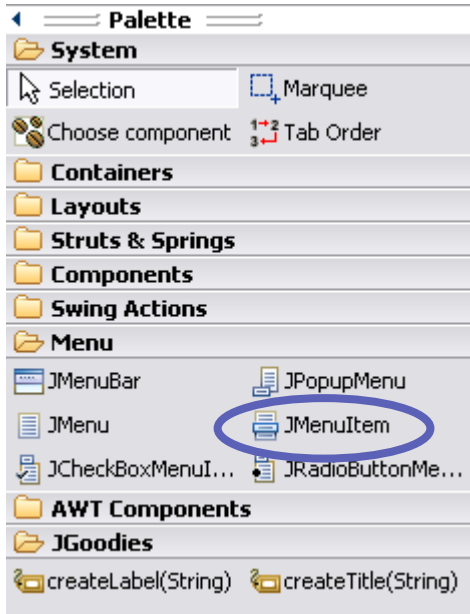 Palette
System
Selection Marquee
Choose component Tab Order
Containers
Layouts
Struts & Springs
Components
Swing Actions
Menu
JMenuBar JPopupMenu
JMenu JMenuItem
JCheckBoxMenuI... JRadioButtonMe...
AWT Components
JGoodies
createLabel(String) createTitle(String)